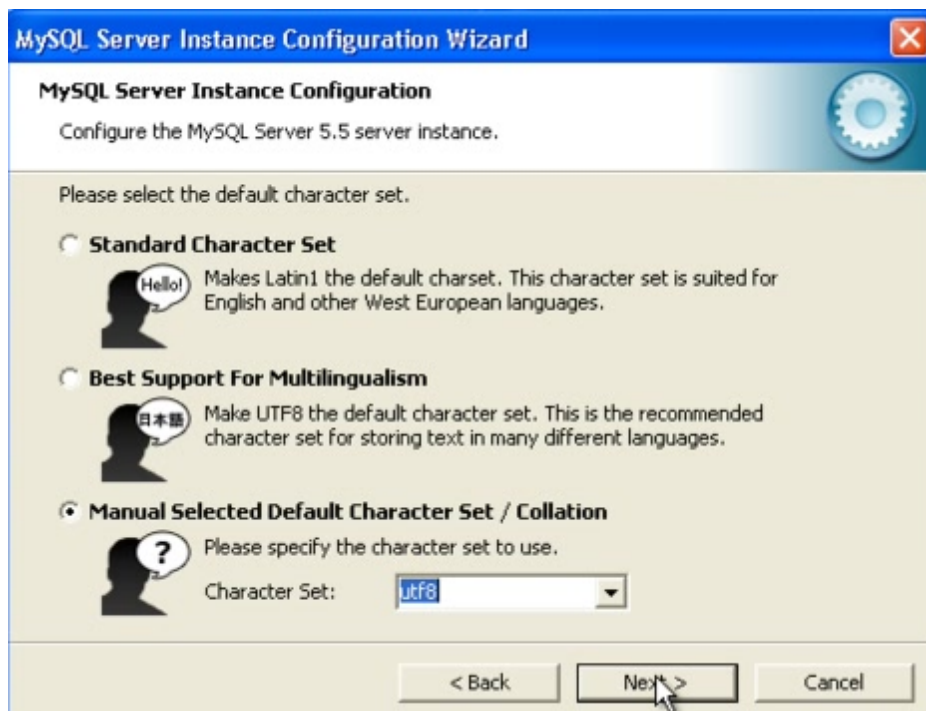 MySQL Server Instance Configuration Wizard
MySQL Server Instance Configuration
Configure the MySQL Server 5.5 server instance.
Please select the default character set.
Standard Character Set
Hello!
Makes Latin1 the default charset. This character set is suited for
English and other West European languages.
Best Support For Multilingualism
日本語
Make UTF8 the default character set. This is the recommended
character set for storing text in many different languages.
Manual Selected Default Character Set / Collation
?
Please specify the character set to use.
Character Set: utf8
< Back Next > Cancel